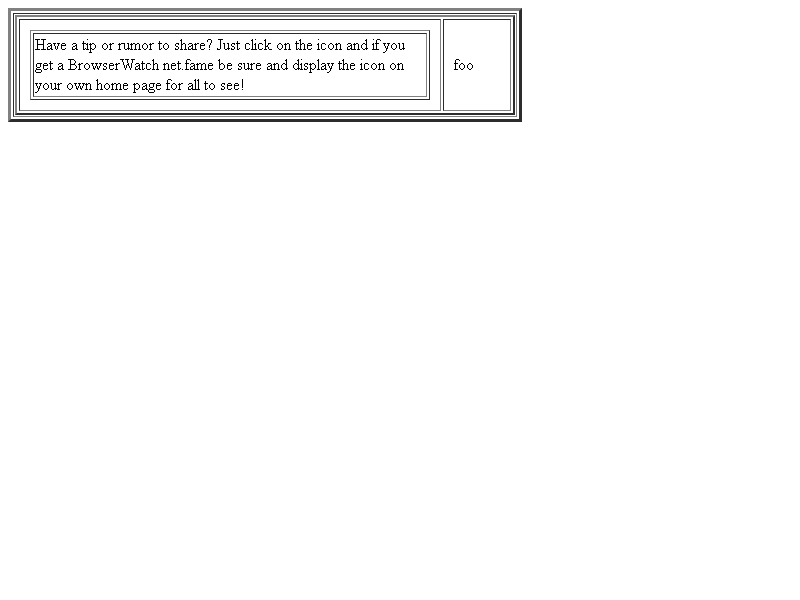 Have a tip or rumor to share? Just click on the icon and if you
get a BrowserWatch net.fame be sure and display the icon on
your own home page for all to see!
foo